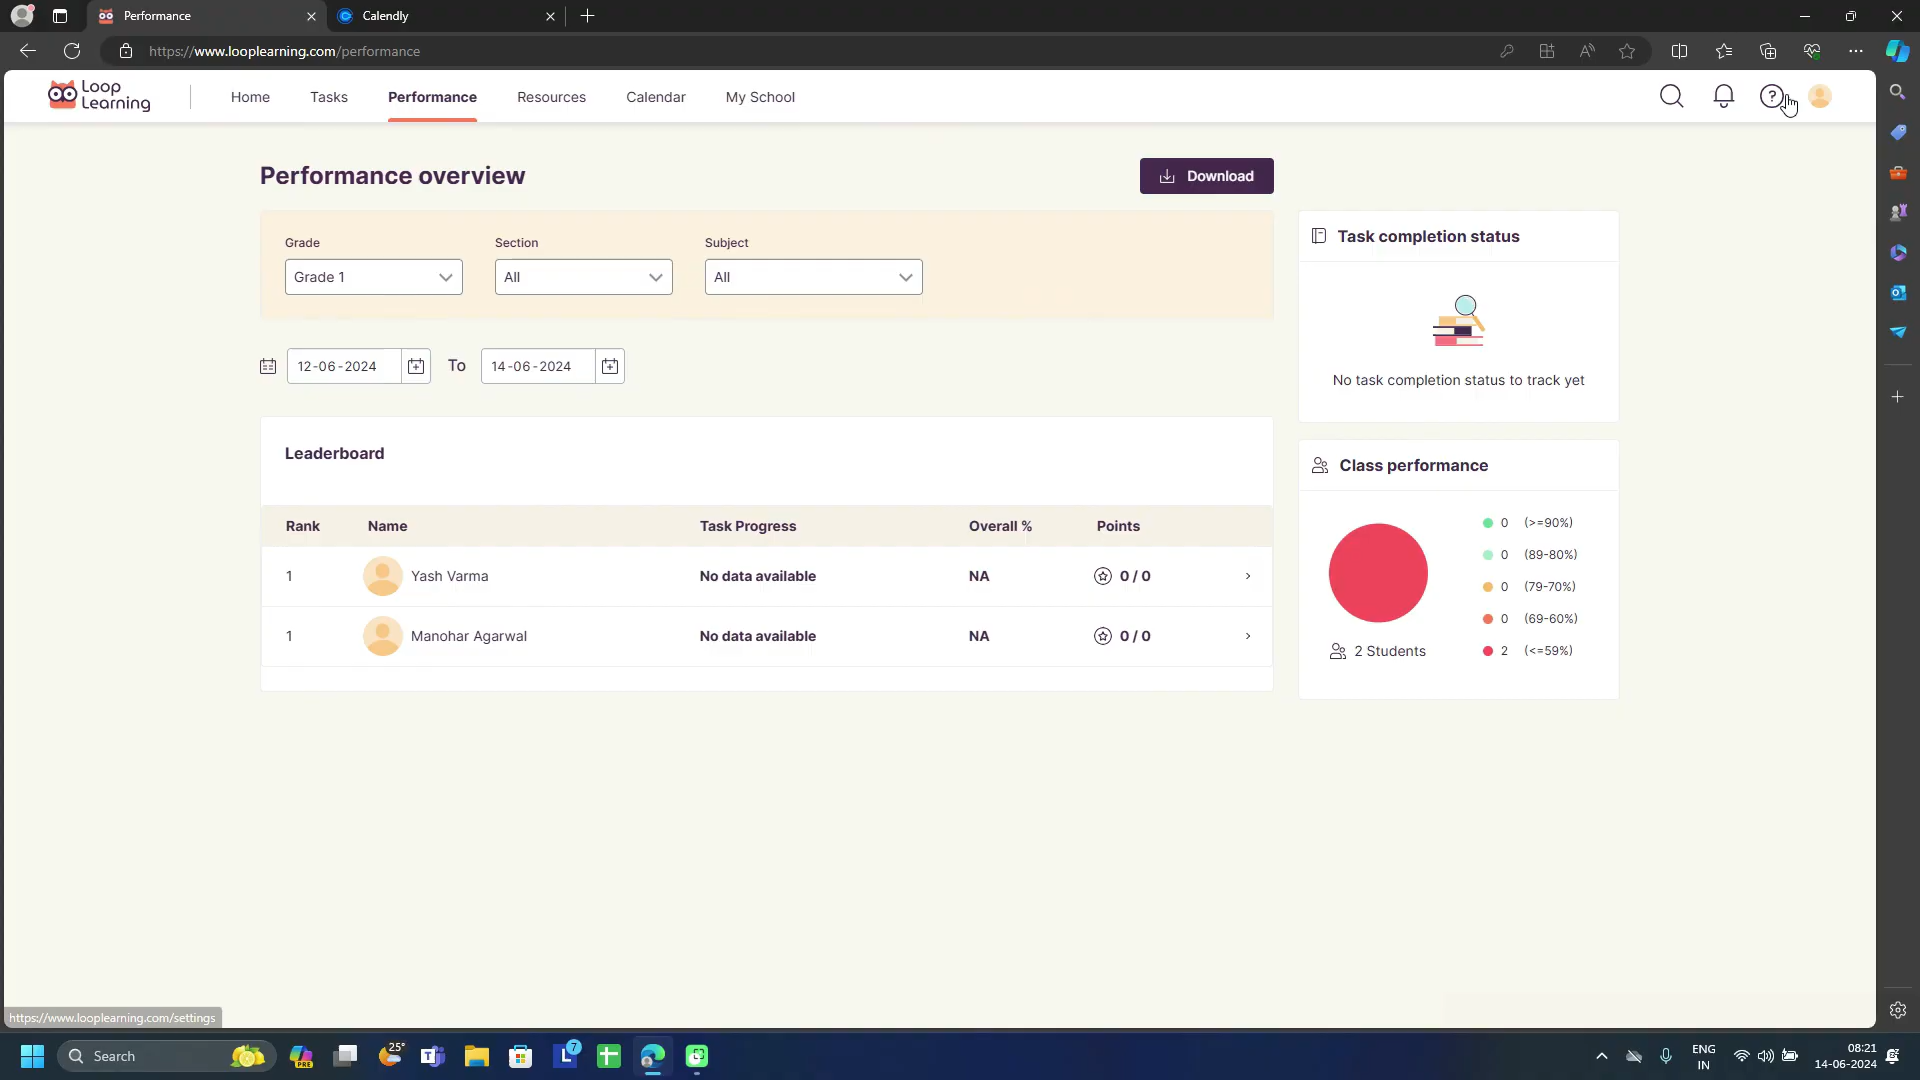 Performance
Calendly
https://www.looplearning.com/performance
Loop
Learning
Home
Tasks
Performance
Resources
Calendar
My School
Performance overview
Download
Grade
Section
Subject
Grade 1
All
All
12-06-2024
To
14-06-2024
Leaderboard
Rank
Name
Task Progress
Overall %
Points
1
Yash Varma
No data available
NA
0 / 0
1
Manohar Agarwal
No data available
NA
0 / 0
Task completion status
No task completion status to track yet
Class performance
0 (>=90%)
0 (89-80%)
0 (79-70%)
0 (69-60%)
2 (<=59%)
2 Students
https://www.looplearning.com/settings
Search
PRE
25°
7
ENG
IN
08:21
14-06-2024